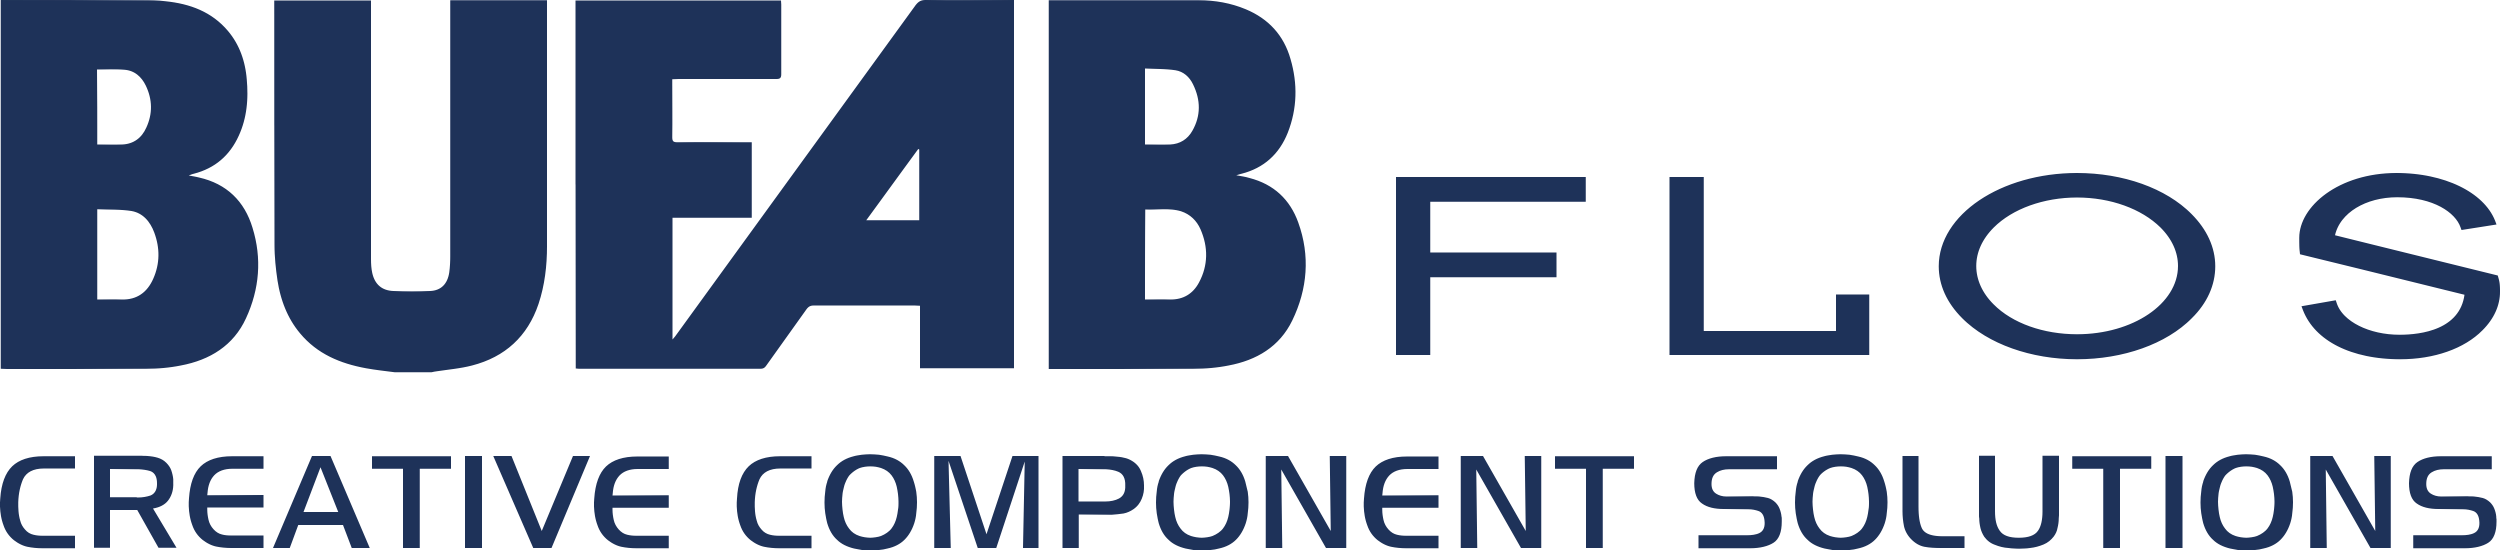 BUFAB FLOS
CREATIVE COMPONENT SOLUTIONS